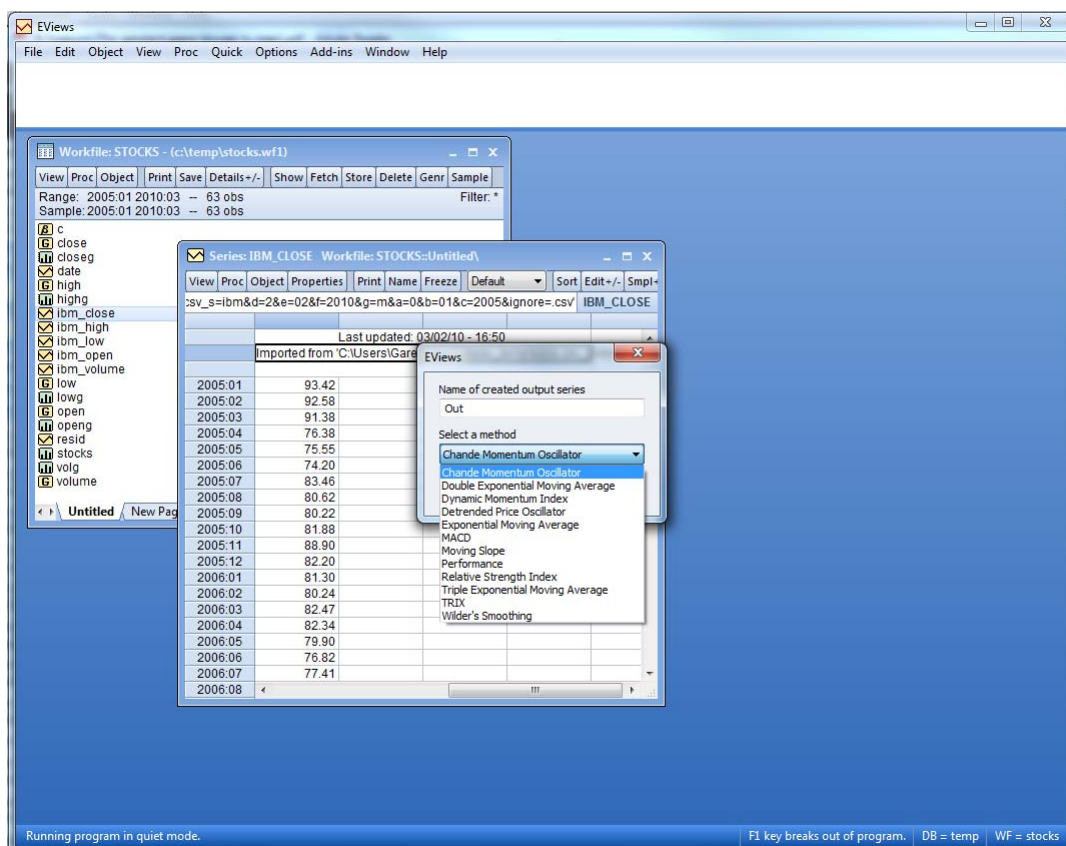 EViews
File Edit Object View Proc Quick Options Add-ins Window Help
Workfile: STOCKS - (c:\temp\stocks.wf1)
View Proc Object Print Save Details+/- Show Fetch Store Delete Genr Sample
Range: 2005:01 2010:03 -- 63 obs Filter: *
Sample: 2005:01 2010:03 -- 63 obs
c
close
closeg
date
high
highg
ibm_close
ibm_high
ibm_low
ibm_open
ibm_volume
low
lowg
open
openg
resid
stocks
volg
volume
Untitled New Pag
Series: IBM_CLOSE Workfile: STOCKS::Untitled\
View Proc Object Properties Print Name Freeze Default Sort Edit+/- Smpl+
csv_s=ibm&d=2&e=02&f=2010&g=m&a=0&b=01&c=2005&ignore=.csv' IBM_CLOSE
Last updated: 03/02/10 - 16:50
Imported from 'C:\Users\Gare
2005:01 93.42
2005:02 92.58
2005:03 91.38
2005:04 76.38
2005:05 75.55
2005:06 74.20
2005:07 83.46
2005:08 80.62
2005:09 80.22
2005:10 81.88
2005:11 88.90
2005:12 82.20
2006:01 81.30
2006:02 80.24
2006:03 82.47
2006:04 82.34
2006:05 79.90
2006:06 76.82
2006:07 77.41
2006:08
EViews
Name of created output series
Out
Select a method
Chande Momentum Oscillator
Chande Momentum Oscillator
Double Exponential Moving Average
Dynamic Momentum Index
Detrended Price Oscillator
Exponential Moving Average
MACD
Moving Slope
Performance
Relative Strength Index
Triple Exponential Moving Average
TRIX
Wilder's Smoothing
Running program in quiet mode. F1 key breaks out of program. DB = temp WF = stocks